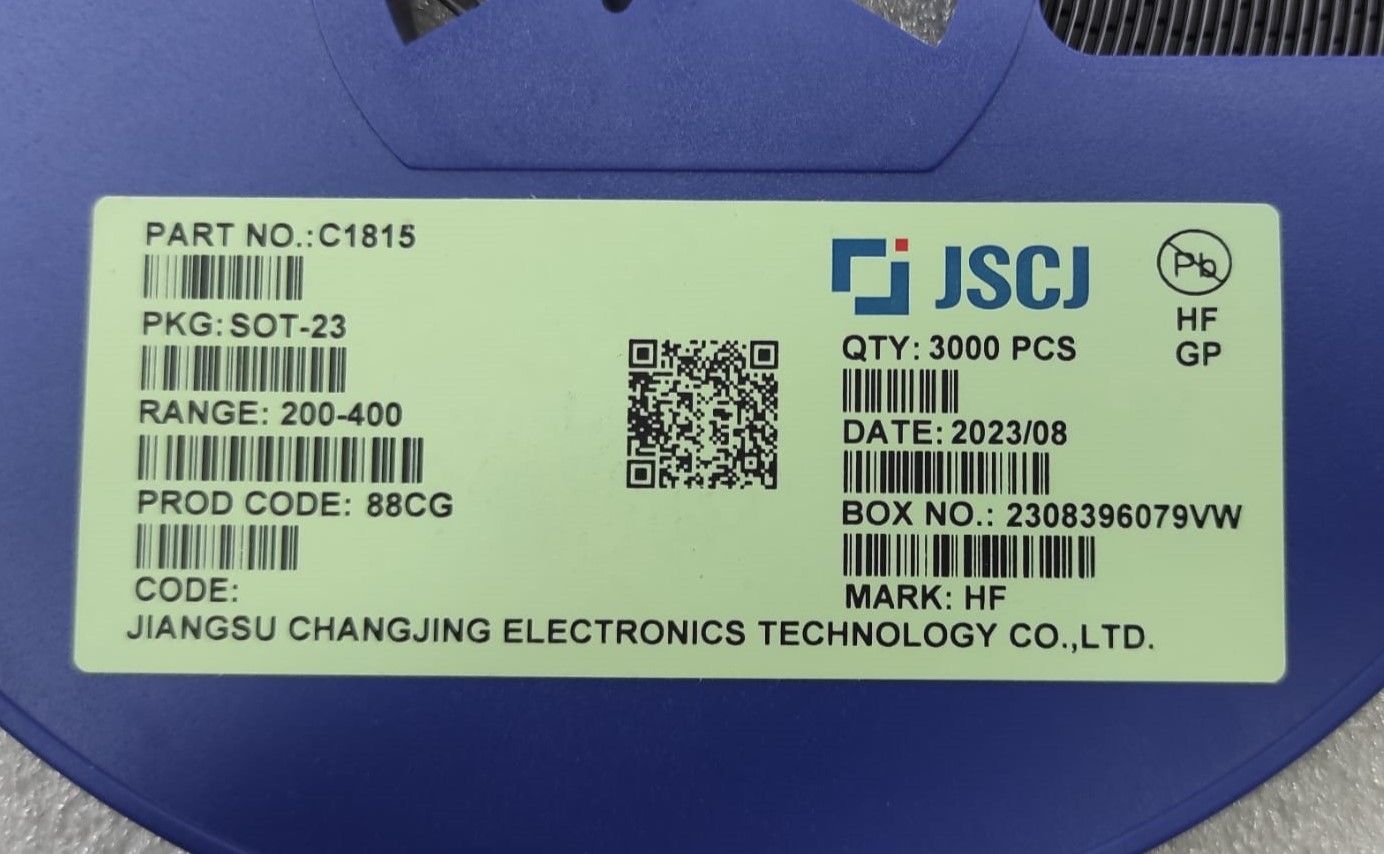 PART NO.:C1815
PKG: SOT-23
RANGE: 200-400
PROD CODE: 88CG
CODE:
JSCJ
Pb
HF
GP
QTY: 3000 PCS
DATE: 2023/08
BOX NO.: 2308396079VW
MARK: HF
JIANGSU CHANGJING ELECTRONICS TECHNOLOGY CO.,LTD.